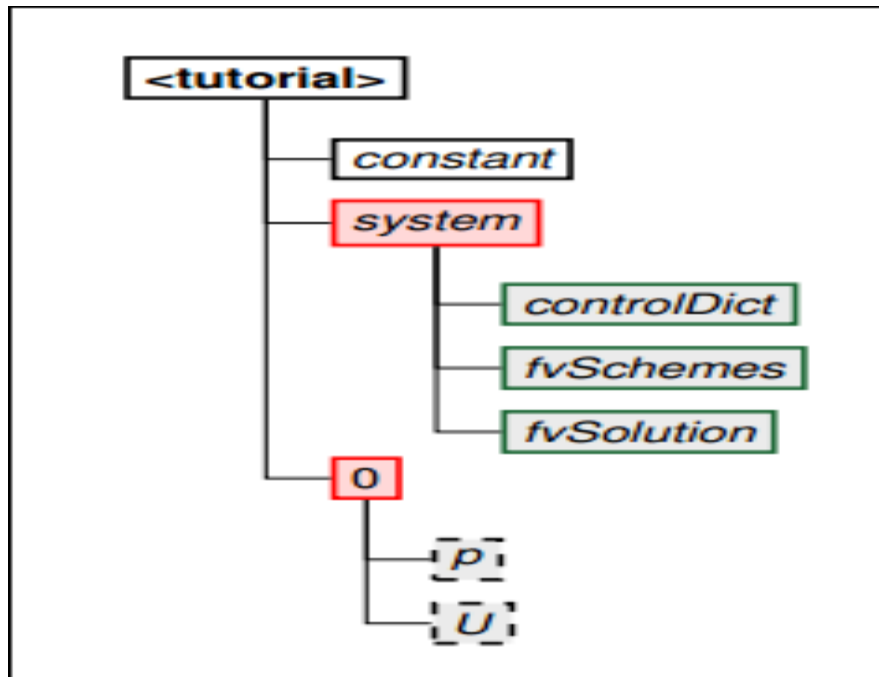 <tutorial>
constant
system
controlDict
fvSchemes
fvSolution
0
p
U